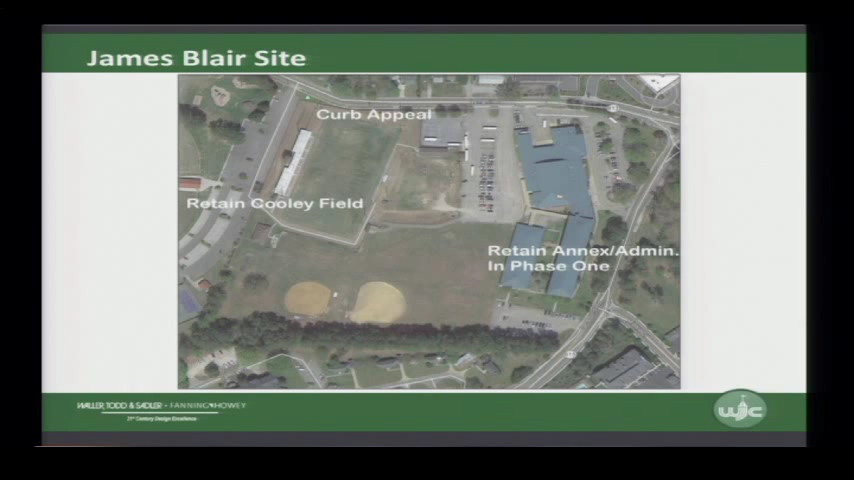 James Blair Site
Curb Appeal
Retain Cooley Field
Retain Annex/Admin.
In Phase One
WALLER, TODD & SADLER • FANNING HOWEY
21st Century Design Excellence
wjc